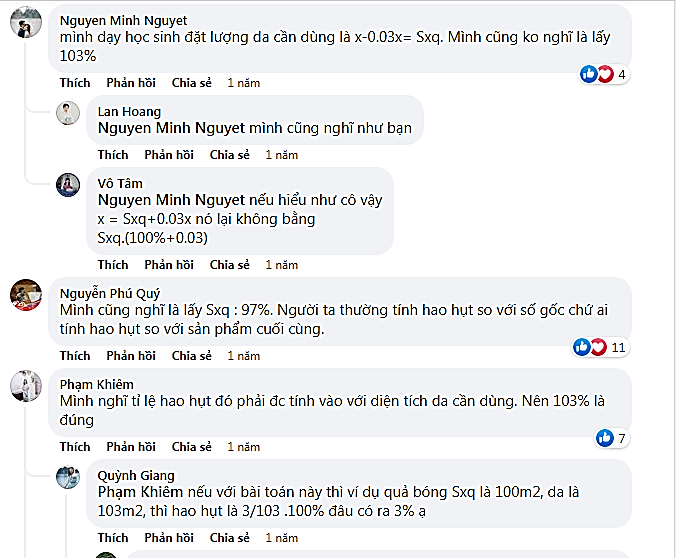 Nguyen Minh Nguyet
mình dạy học sinh đặt lượng da cần dùng là x-0.03x= Sxq. Mình cũng ko nghĩ là lấy
103%
4
Thích Phản hồi Chia sẻ 1 năm
Lan Hoang
Nguyen Minh Nguyet mình cũng nghĩ như bạn
Thích Phản hồi Chia sẻ 1 năm
Võ Tâm
Nguyen Minh Nguyet nếu hiểu như cô vậy
x = Sxq+0.03x nó lại không bằng
Sxq.(100%+0.03)
Thích Phản hồi Chia sẻ 1 năm
Nguyễn Phú Quý
Mình cũng nghĩ là lấy Sxq : 97%. Người ta thường tính hao hụt so với số gốc chứ ai
tính hao hụt so với sản phẩm cuối cùng.
11
Thích Phản hồi Chia sẻ 1 năm
Phạm Khiêm
Mình nghĩ tỉ lệ hao hụt đó phải đc tính vào với diện tích da cần dùng. Nên 103% là
đúng
7
Thích Phản hồi Chia sẻ 1 năm
Quỳnh Giang
Phạm Khiêm nếu với bài toán này thì ví dụ quả bóng Sxq là 100m2, da là
103m2, thì hao hụt là 3/103 .100% đâu có ra 3% ạ
Thích Phản hồi Chia sẻ 1 năm